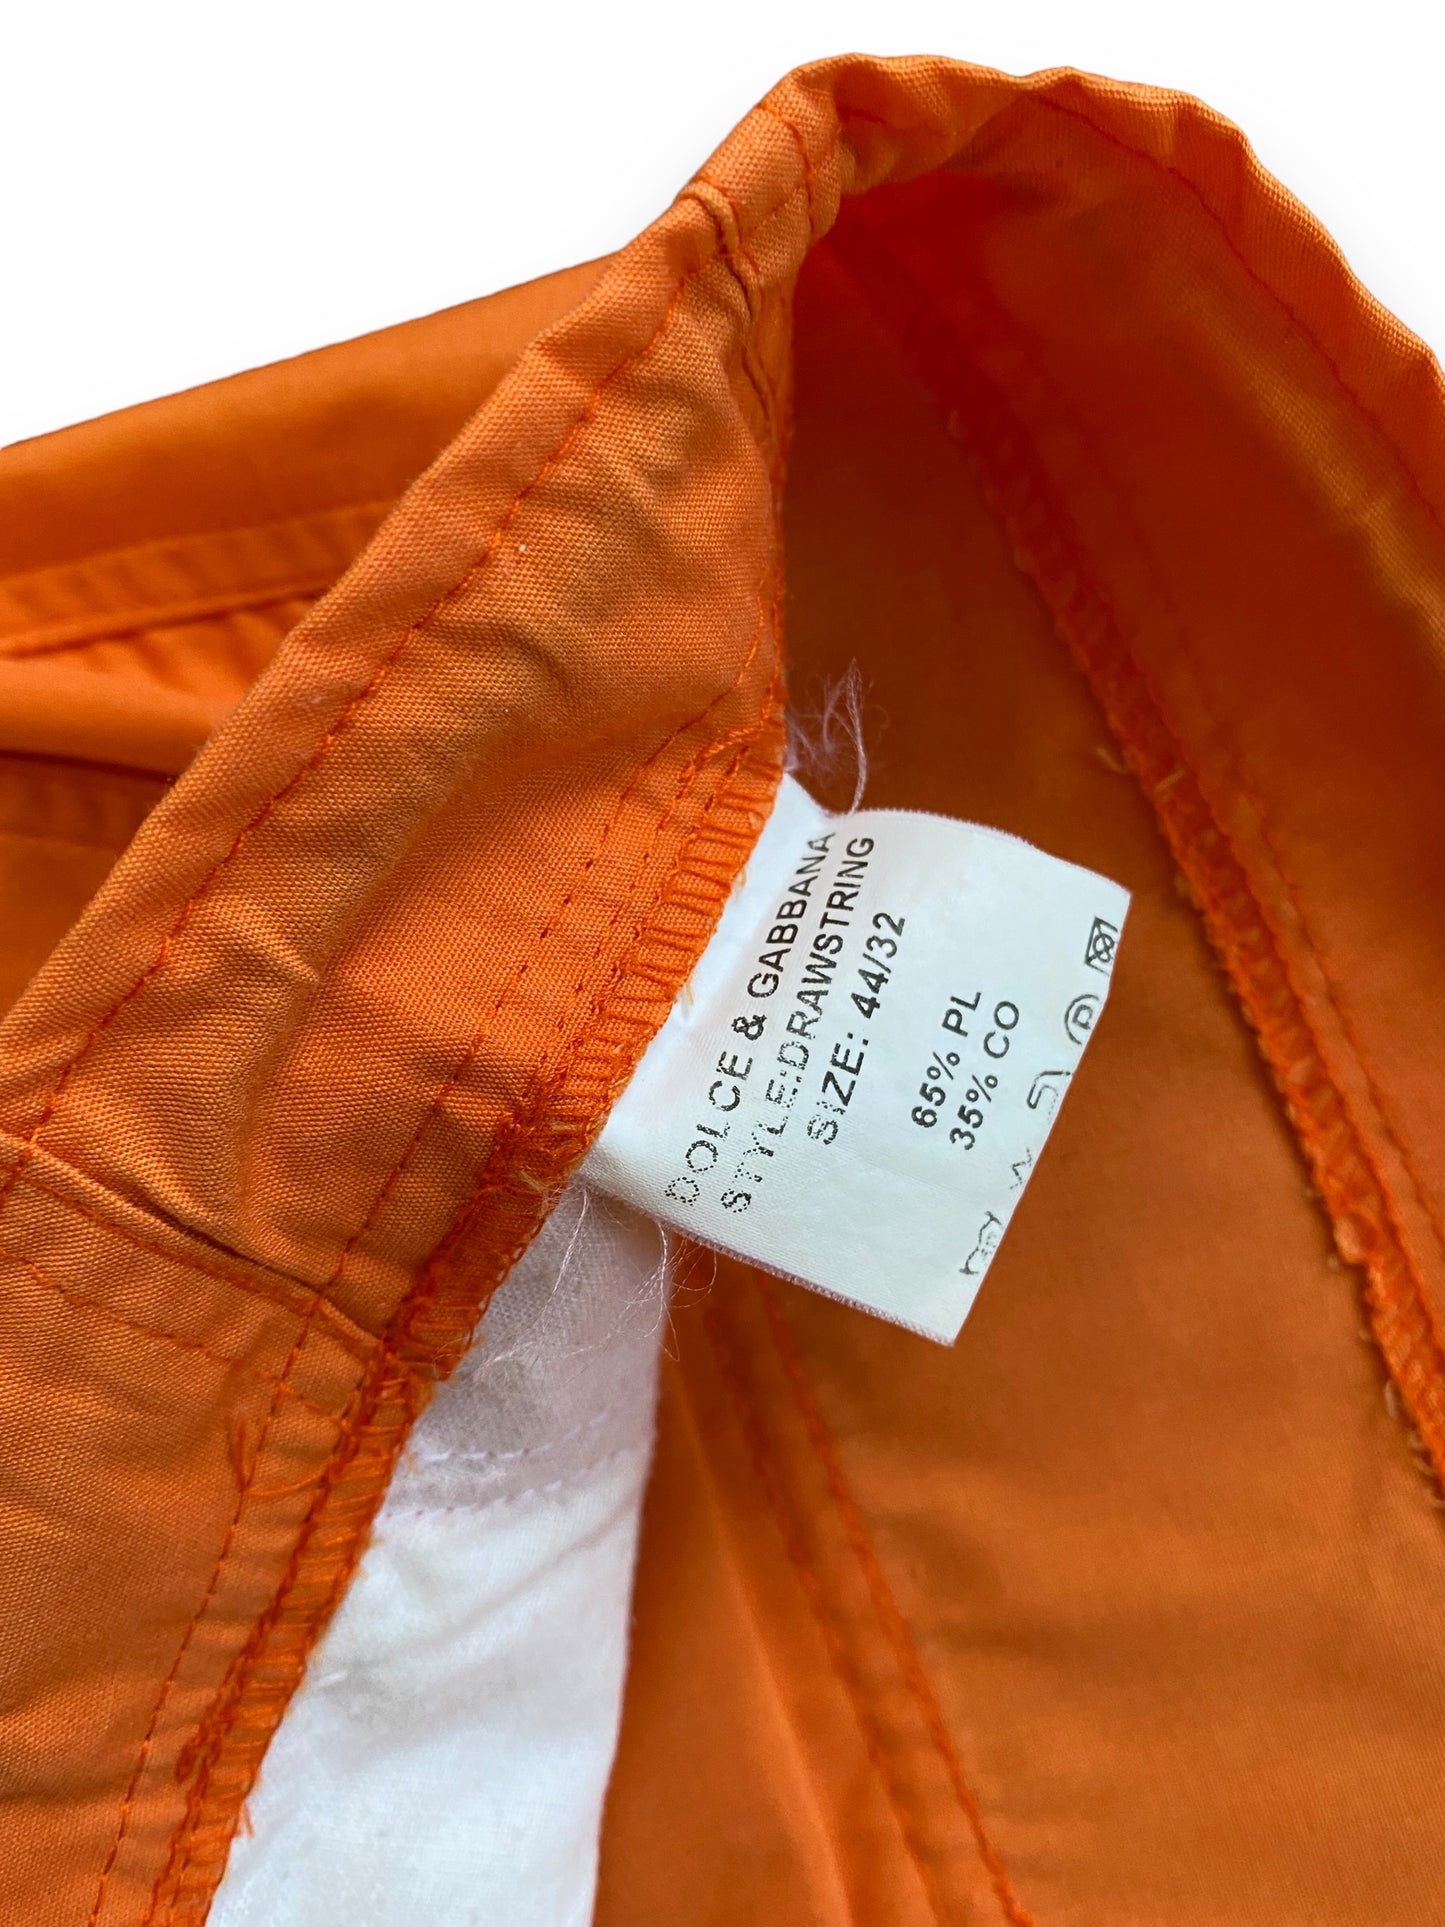 DOLCE & GABBANA
STYLE:DRAWSTRING
SIZE: 44/32
65% PL
35% CO